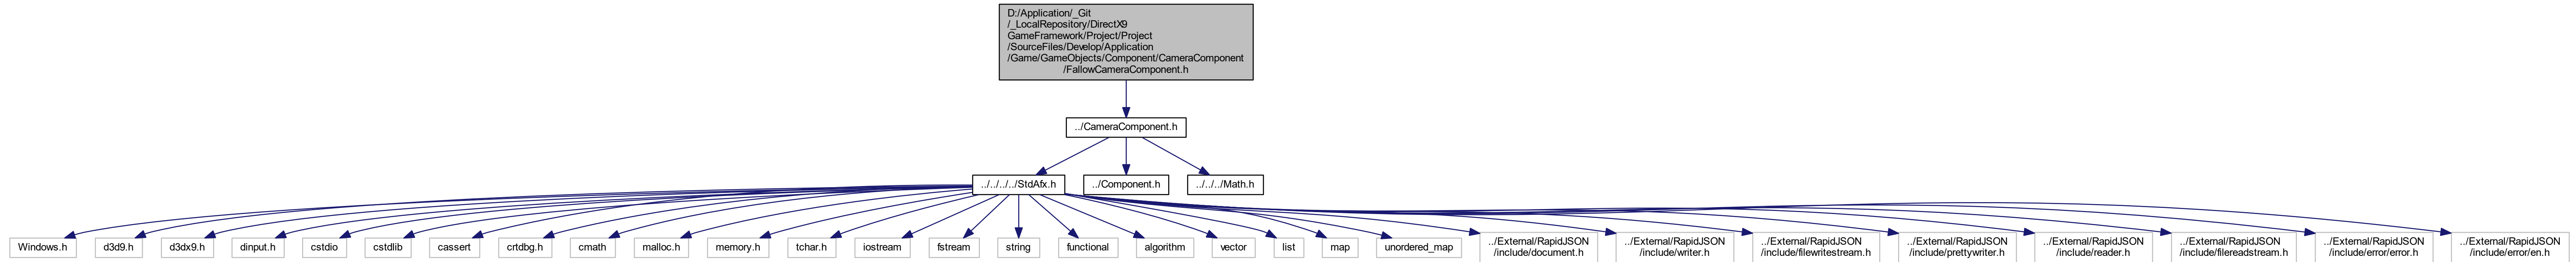 D:/Application/_Git
/_LocalRepository/DirectX9
GameFramework/Project/Project
/SourceFiles/Develop/Application
/Game/GameObjects/Component/CameraComponent
/FallowCameraComponent.h
../CameraComponent.h
../../../../StdAfx.h
../Component.h
../../../Math.h
Windows.h
d3d9.h
d3dx9.h
dinput.h
cstdio
cstdlib
cassert
crtdbg.h
cmath
malloc.h
memory.h
tchar.h
iostream
fstream
string
functional
algorithm
vector
list
map
unordered_map
../External/RapidJSON
/include/document.h
../External/RapidJSON
/include/writer.h
../External/RapidJSON
/include/filewritestream.h
../External/RapidJSON
/include/prettywriter.h
../External/RapidJSON
/include/reader.h
../External/RapidJSON
/include/filereadstream.h
../External/RapidJSON
/include/error/error.h
../External/RapidJSON
/include/error/en.h